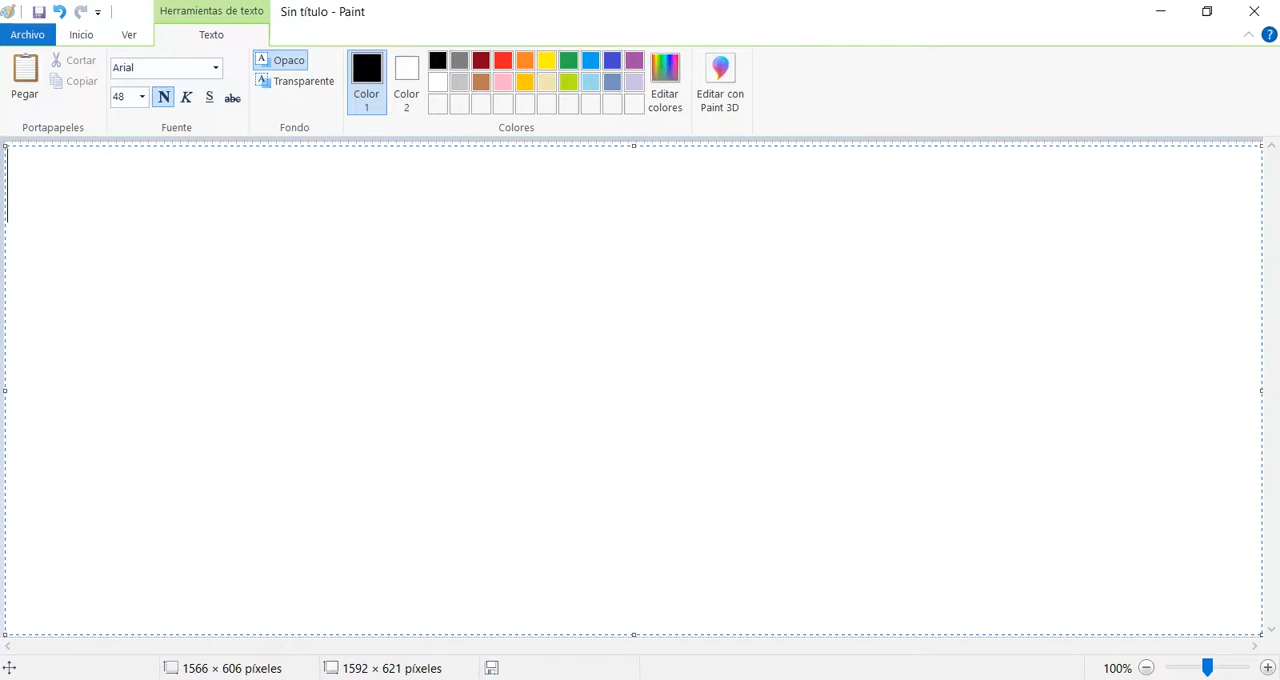 Herramientas de texto
Sin título - Paint
Archivo
Inicio
Ver
Texto
Pegar
Cortar
Copiar
Portapapeles
Arial
48
N K S abc
Fuente
A Opaco
A Transparente
Fondo
Color 1
Color 2
Editar colores
Colores
Editar con Paint 3D
?
1566 × 606 píxeles
1592 × 621 píxeles
100%